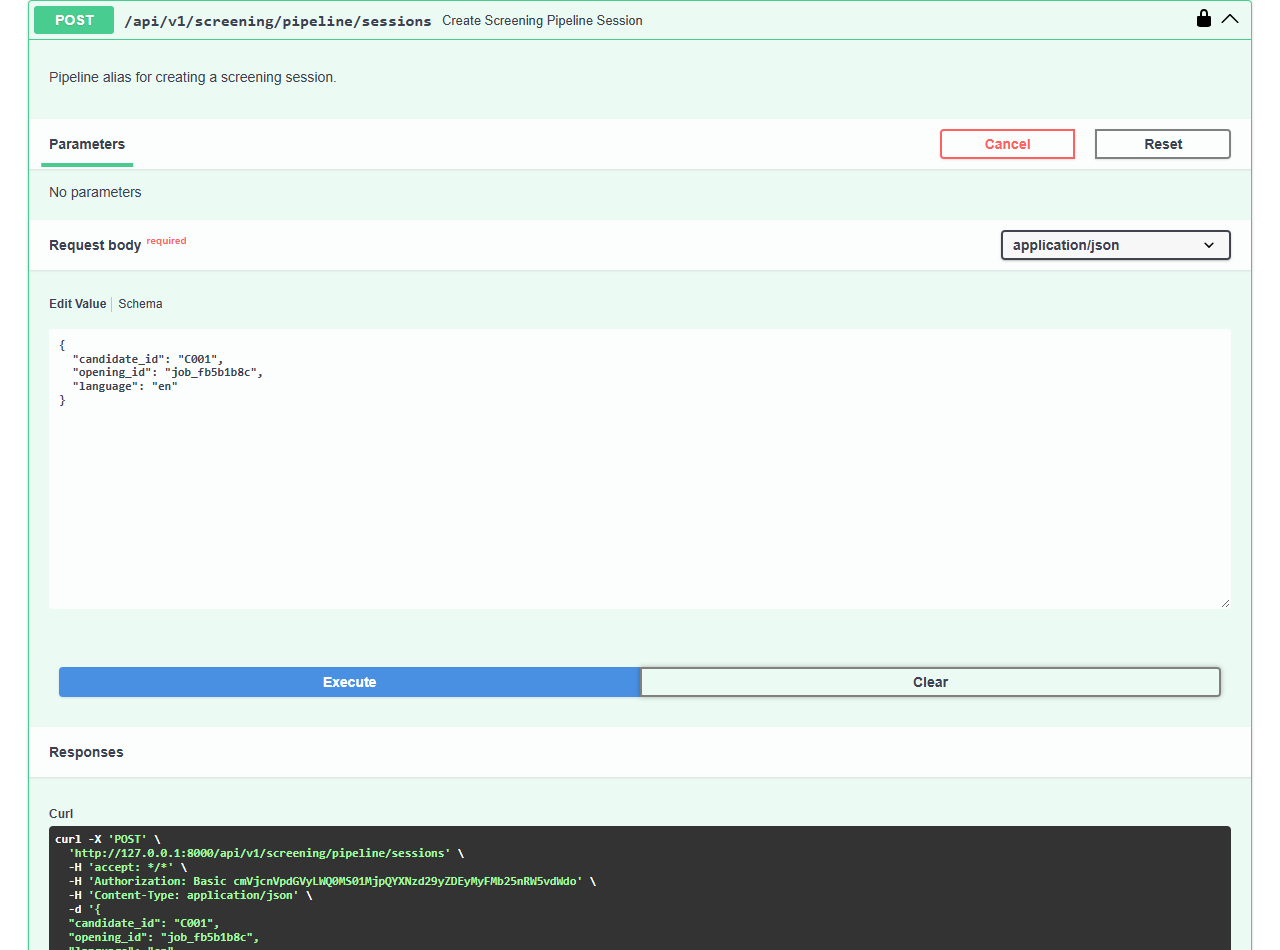 POST /api/v1/screening/pipeline/sessions Create Screening Pipeline Session
Pipeline alias for creating a screening session.
Parameters
Cancel
Reset
No parameters
Request body required
application/json
Edit Value
Schema
{
"candidate_id": "C001",
"opening_id": "job_fb5b1b8c",
"language": "en"
}
Execute
Clear
Responses
Curl
curl -X 'POST' \
'http://127.0.0.1:8000/api/v1/screening/pipeline/sessions' \
-H 'accept: */*' \
-H 'Authorization: Basic cmVjcnVpdGVyLWQ0MS01MjpQYXNzd29yZDEyMyFMb25nRW5vdWdo' \
-H 'Content-Type: application/json' \
-d '{
"candidate_id": "C001",
"opening_id": "job_fb5b1b8c",
"language": "en"